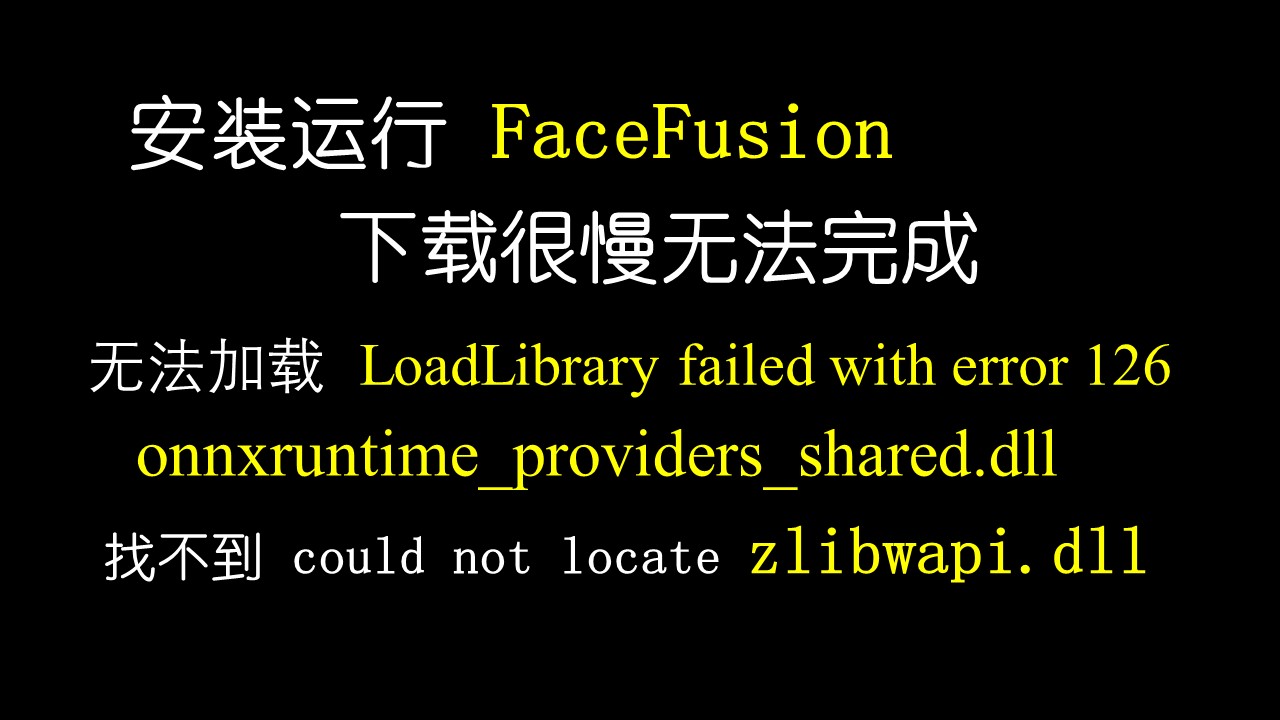 安装运行 FaceFusion
下载很慢无法完成
无法加载 LoadLibrary failed with error 126
onnxruntime_providers_shared.dll
找不到 could not locate zlibwapi.dll